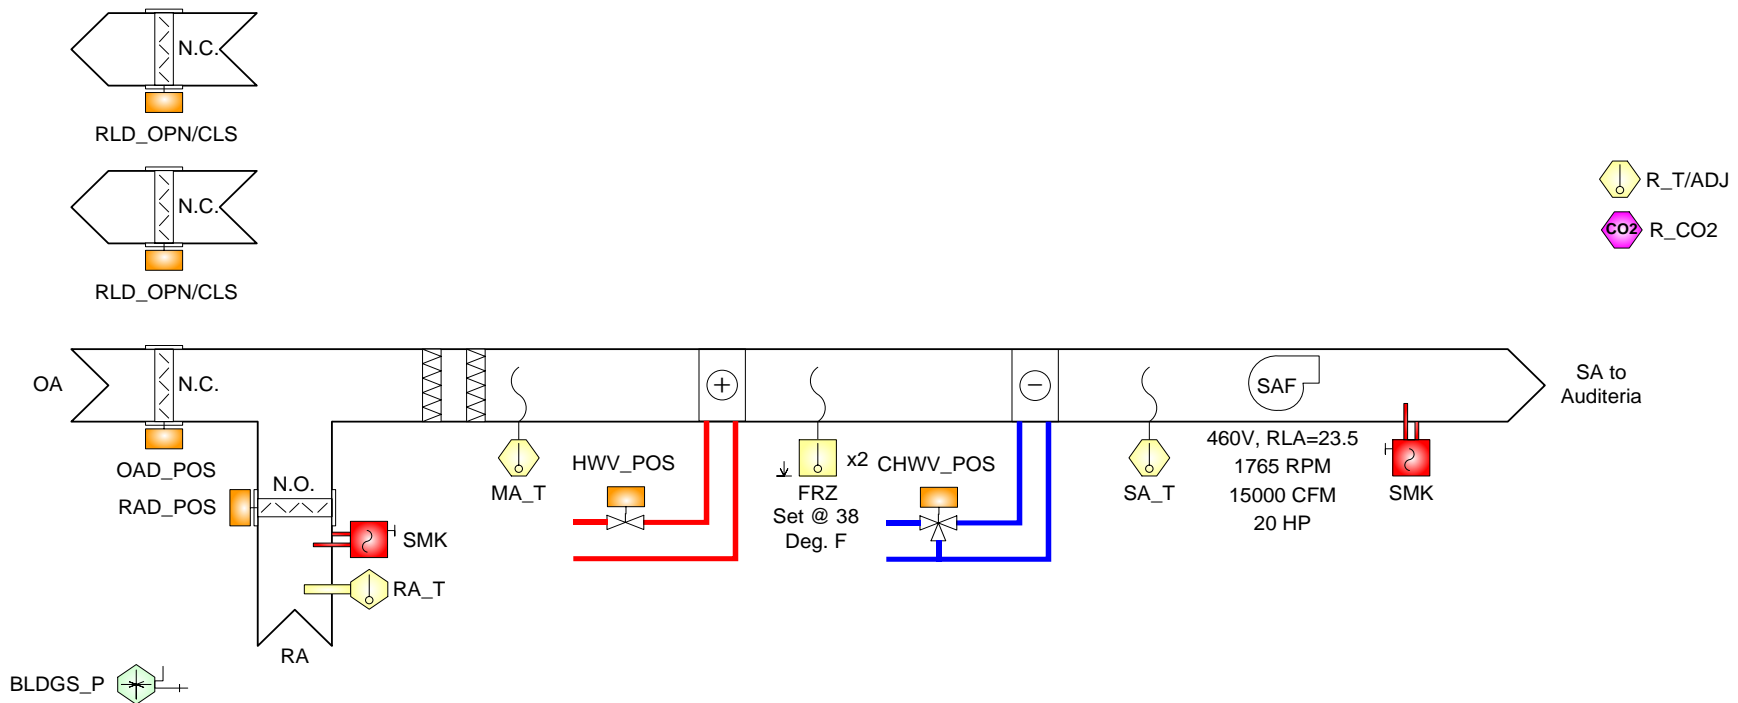 N.C.
RLD_OPN/CLS
N.C.
RLD_OPN/CLS
R_T/ADJ
CO2
R_CO2
OA
N.C.
OAD_POS
RAD_POS
N.O.
SMK
RA_T
RA
BLDGS_P
MA_T
HWV_POS
x2
FRZ
Set @ 38
Deg. F
CHWV_POS
SA_T
SAF
460V, RLA=23.5
1765 RPM
15000 CFM
20 HP
SMK
SA to
Auditeria